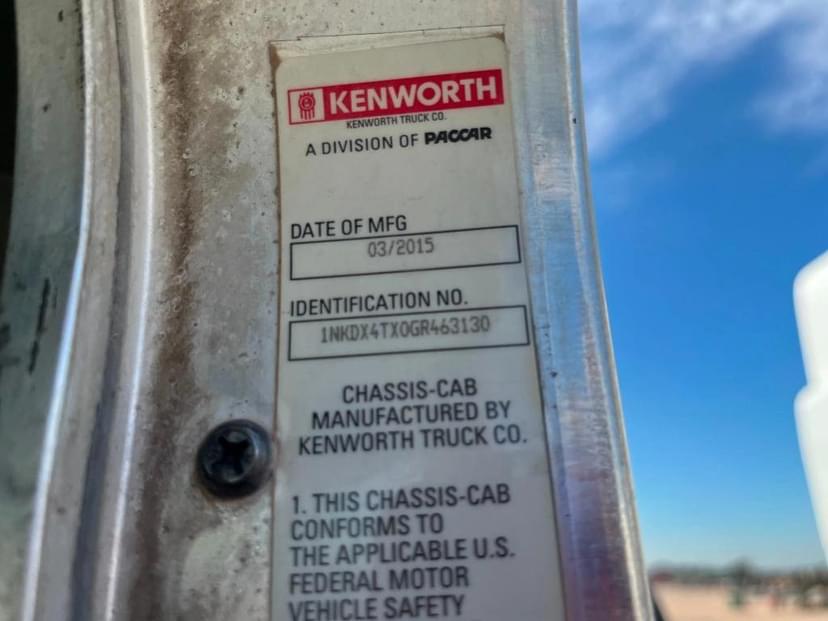 KENWORTH
KENWORTH TRUCK CO.
A DIVISION OF PACCAR
DATE OF MFG
03/2015
IDENTIFICATION NO.
1NKDX4TX0GR463130
CHASSIS-CAB
MANUFACTURED BY
KENWORTH TRUCK CO.
1. THIS CHASSIS-CAB
CONFORMS TO
THE APPLICABLE U.S.
FEDERAL MOTOR
VEHICLE SAFETY